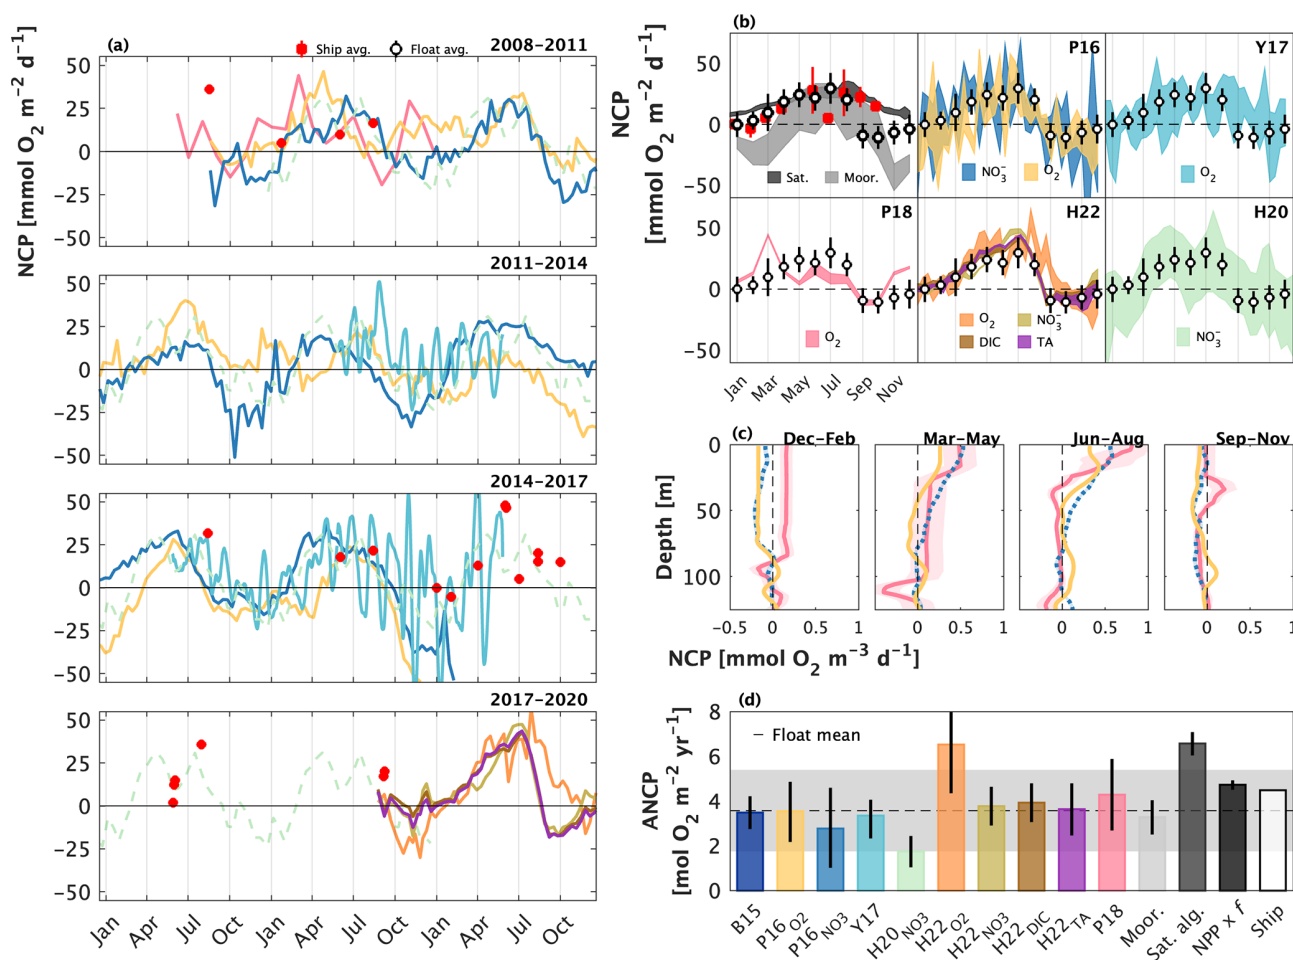 (a)
Ship avg.
Float avg.
2008–2011
NCP [mmol O2 m−2 d−1]
50
25
0
−25
−50
2011–2014
50
25
0
−25
−50
2014–2017
50
25
0
−25
−50
2017–2020
50
25
0
−25
−50
Jan
Apr
Jul
Oct
Jan
Apr
Jul
Oct
Jan
Apr
Jul
Oct
(b)
NCP
[mmol O2 m−2 d−1]
50
0
−50
Sat.
Moor.
P16
NO3−
O2
Y17
O2
50
0
−50
P18
O2
Jan
Mar
May
Jul
Sep
Nov
H22
O2
NO3−
DIC
TA
H20
NO3−
(c)
Dec–Feb
Mar–May
Jun–Aug
Sep–Nov
Depth [m]
0
50
100
−0.5
0
0.5
1
0
0.5
1
0
0.5
1
0
0.5
1
NCP [mmol O2 m−3 d−1]
(d)
Float mean
ANCP
[mol O2 m−2 yr−1]
8
6
4
2
0
B15
P16O2
P16NO3
Y17
H20NO3
H22O2
H22NO3
H22DIC
H22TA
P18
Moor.
Sat. alg.
NPP x f
Ship